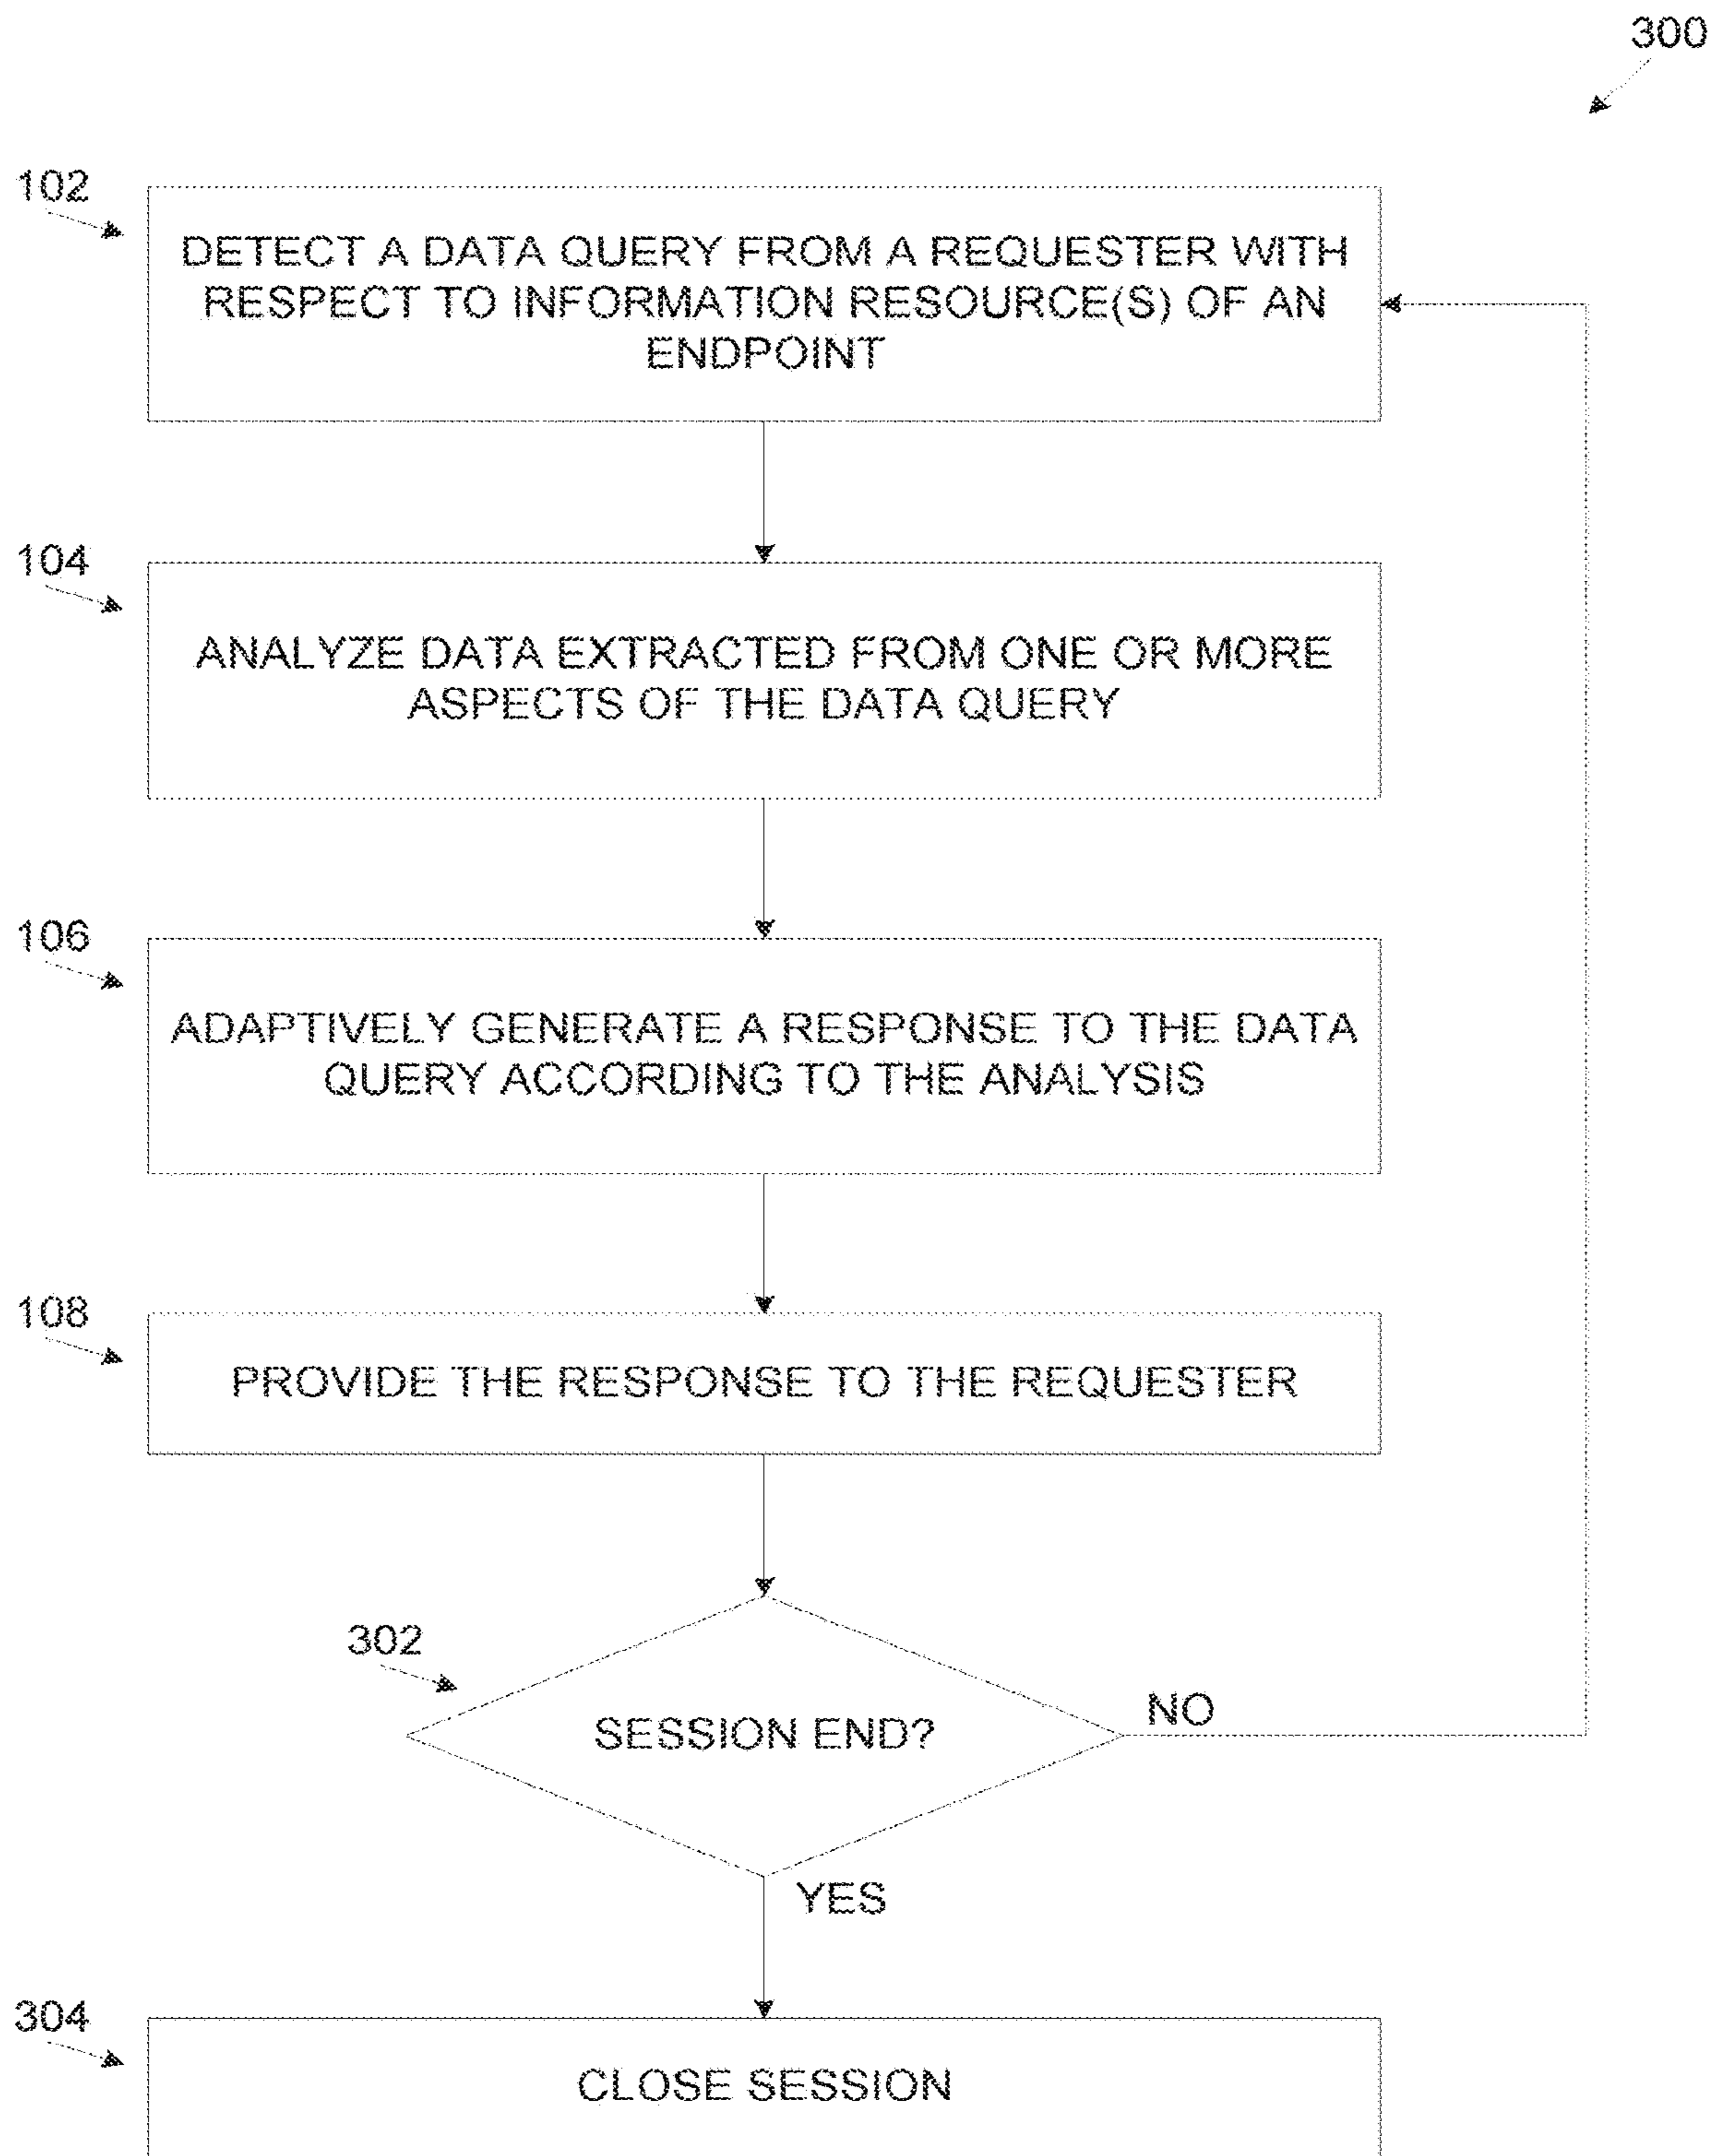 300
102
DETECT A DATA QUERY FROM A REQUESTER WITH
RESPECT TO INFORMATION RESOURCE(S) OF AN
ENDPOINT
104
ANALYZE DATA EXTRACTED FROM ONE OR MORE
ASPECTS OF THE DATA QUERY
106
ADAPTIVELY GENERATE A RESPONSE TO THE DATA
QUERY ACCORDING TO THE ANALYSIS
108
PROVIDE THE RESPONSE TO THE REQUESTER
302
SESSION END?
NO
YES
304
CLOSE SESSION